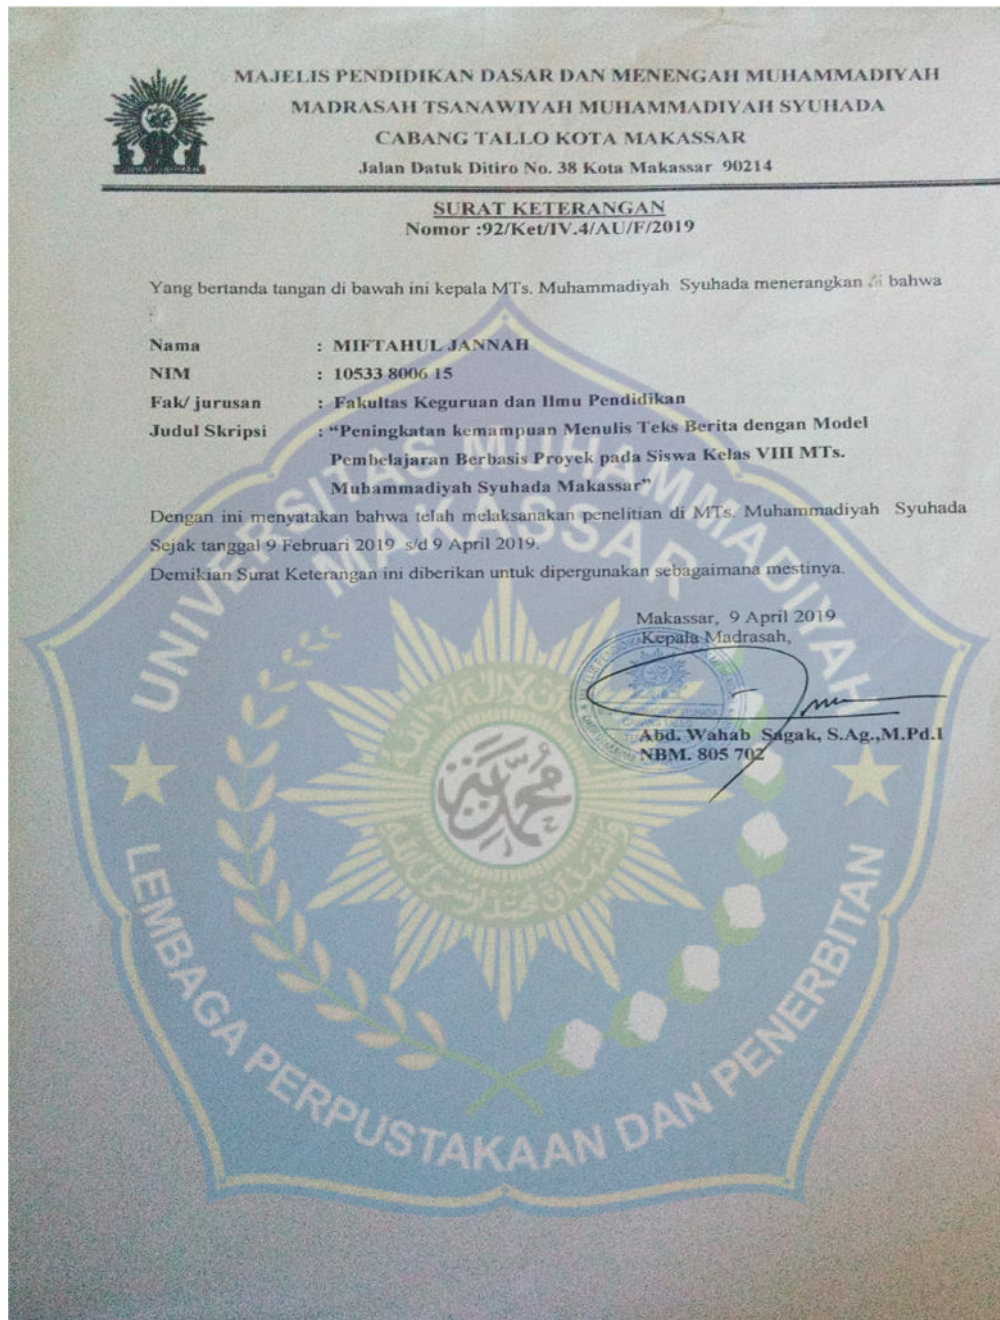 MAJELIS PENDIDIKAN DASAR DAN MENENGAH MUHAMMADIYAH
MADRASAH TSANAWIYAH MUHAMMADIYAH SYUHADA
CABANG TALLO KOTA MAKASSAR
Jalan Datuk Ditiro No. 38 Kota Makassar 90214
SURAT KETERANGAN
Nomor :92/Ket/IV.4/AU/F/2019
Yang bertanda tangan di bawah ini kepala MTs. Muhammadiyah Syuhada menerangkan di bahwa
:
Nama : MIFTAHUL JANNAH
NIM : 10533 8006 15
Fak/ jurusan : Fakultas Keguruan dan Ilmu Pendidikan
Judul Skripsi : “Peningkatan kemampuan Menulis Teks Berita dengan Model
Pembelajaran Berbasis Proyek pada Siswa Kelas VIII MTs.
Muhammadiyah Syuhada Makassar”
Dengan ini menyatakan bahwa telah melaksanakan penelitian di MTs. Muhammadiyah Syuhada
Sejak tanggal 9 Februari 2019 s/d 9 April 2019.
Demikian Surat Keterangan ini diberikan untuk dipergunakan sebagaimana mestinya.
Makassar, 9 April 2019
Kepala Madrasah,
Abd. Wahab Sagak, S.Ag.,M.Pd.I
NBM. 805 702
UNIVERSITAS MUHAMMADIYAH
MAKASSAR
محمدية
LEMBAGA PERPUSTAKAAN DAN PENERBITAN